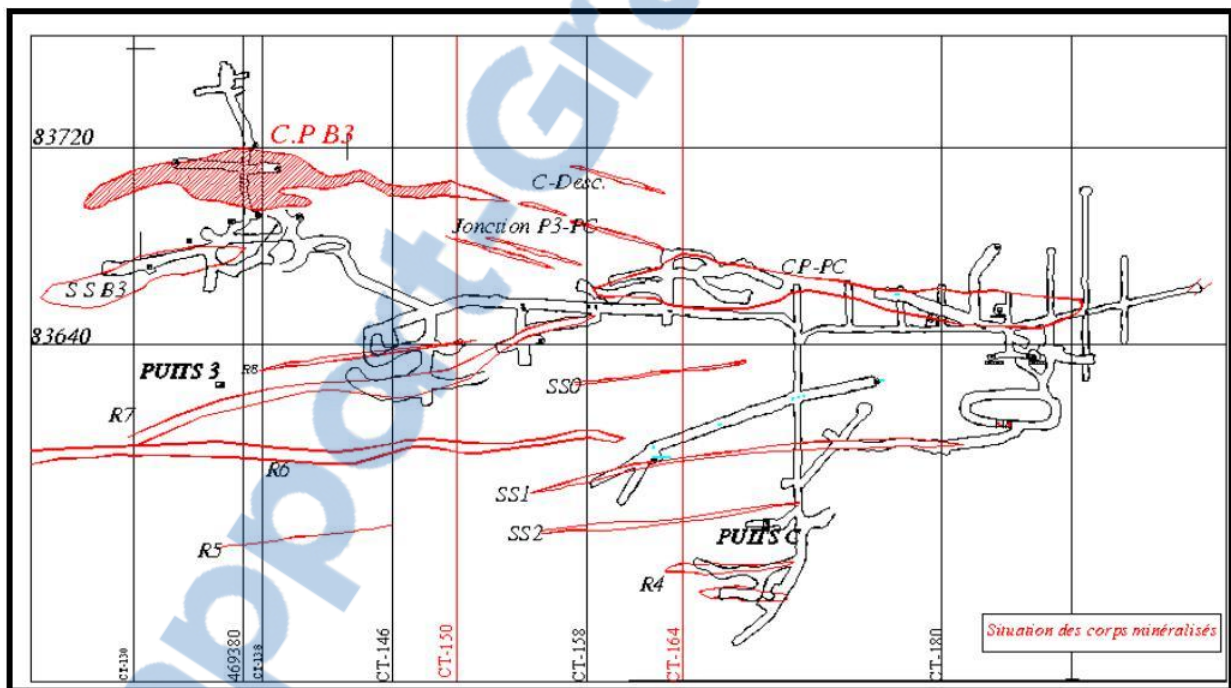 83720
C.P B3
C-Desc.
Jonction P3-PC
CP-PC
S S B3
83640
PUITS 3
R8
SS0
R7
R6
SS1
SS2
PUITS C
R5
R4
CT-130
469380
CT-138
CT-146
CT-150
CT-158
CT-164
CT-180
Situation des corps minéralisés